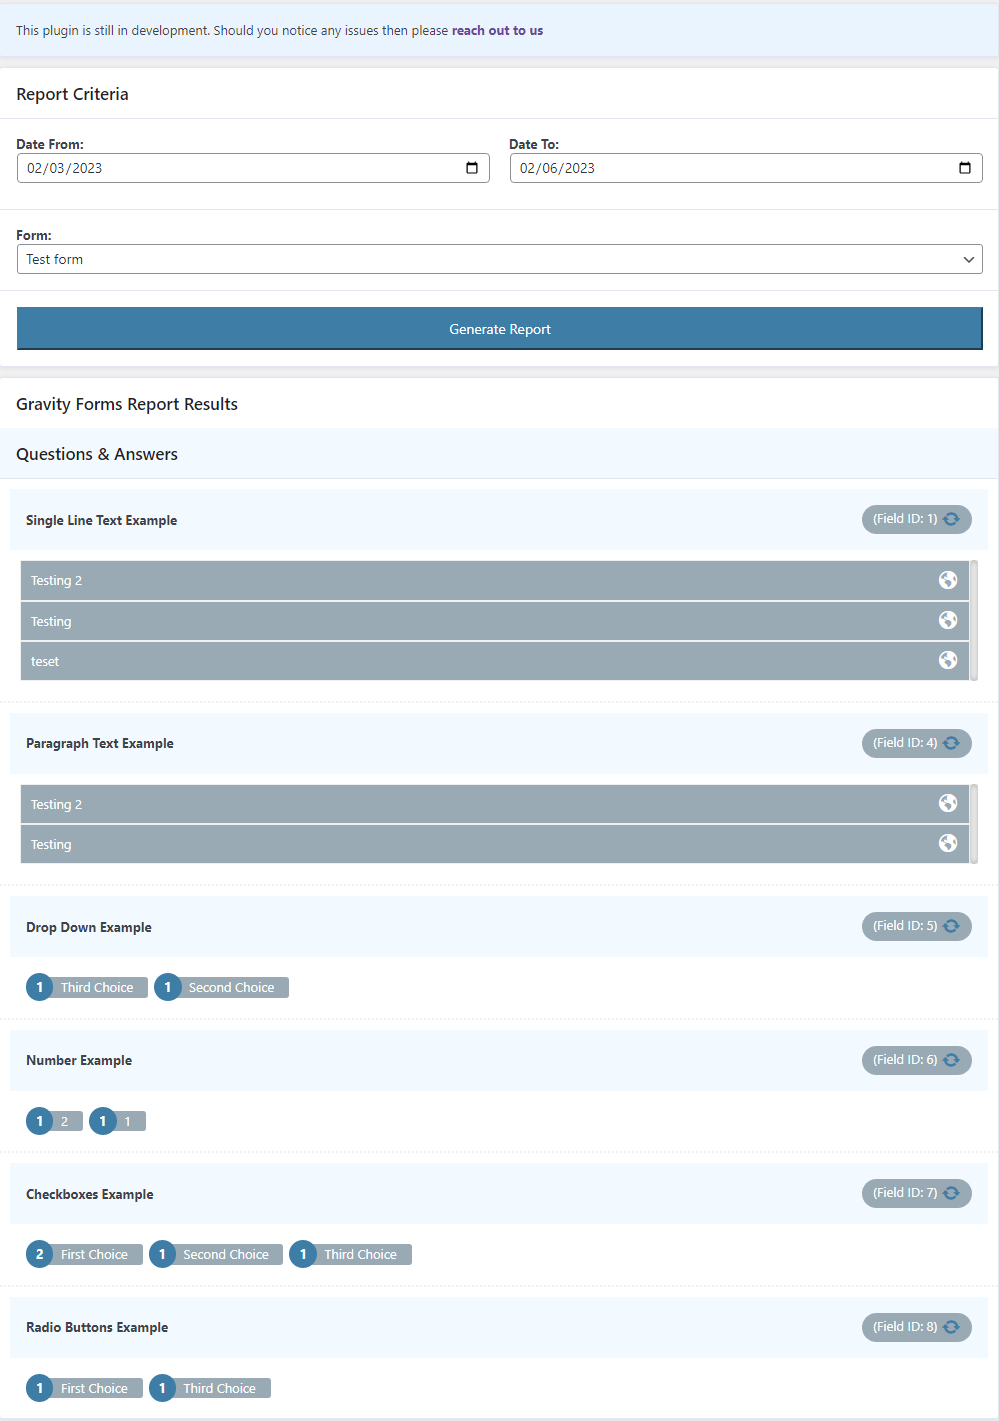 This plugin is still in development. Should you notice any issues then please reach out to us
Report Criteria
Date From: Date To:
02/03/2023 02/06/2023
Form:
Test form
Generate Report
Gravity Forms Report Results
Questions & Answers
Single Line Text Example (Field ID: 1)
Testing 2
Testing
teset
Paragraph Text Example (Field ID: 4)
Testing 2
Testing
Drop Down Example (Field ID: 5)
1 Third Choice 1 Second Choice
Number Example (Field ID: 6)
1 2 1 1
Checkboxes Example (Field ID: 7)
2 First Choice 1 Second Choice 1 Third Choice
Radio Buttons Example (Field ID: 8)
1 First Choice 1 Third Choice